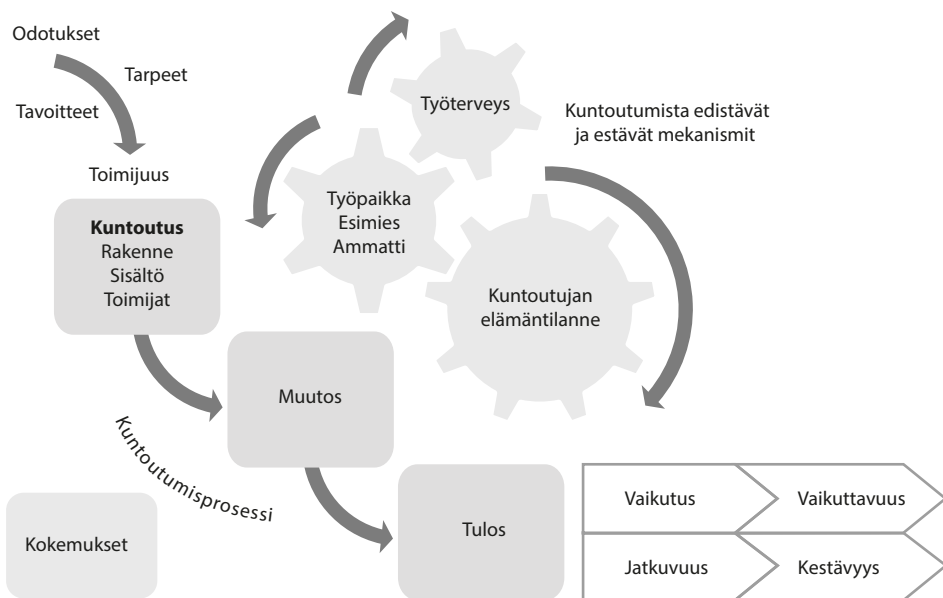 Odotukset
Tarpeet
Tavoitteet
Toimijuus
Kuntoutus
Rakenne
Sisältö
Toimijat
Työterveys
Kuntoutumista edistävät
ja estävät mekanismit
Työpaikka
Esimies
Ammatti
Kuntoutujan
elämäntilanne
Muutos
Kuntoutumisprosessi
Kokemukset
Tulos
Vaikutus
Vaikuttavuus
Jatkuvuus
Kestävyys